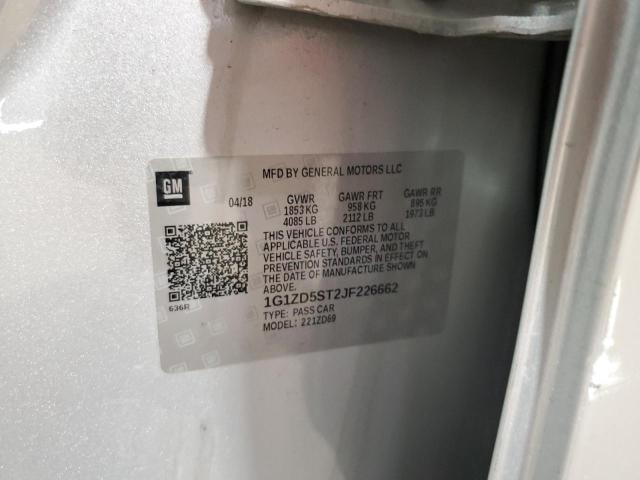 MFD BY GENERAL MOTORS LLC
GM
04/18 GVWR GAWR FRT GAWR RR
1853 KG 958 KG 895 KG
4085 LB 2112 LB 1973 LB
THIS VEHICLE CONFORMS TO ALL
APPLICABLE U.S. FEDERAL MOTOR
VEHICLE SAFETY, BUMPER, AND THEFT
PREVENTION STANDARDS IN EFFECT ON
THE DATE OF MANUFACTURE SHOWN
ABOVE.
1G1ZD5ST2JF226662
636R
TYPE: PASS CAR
MODEL: 221ZD69